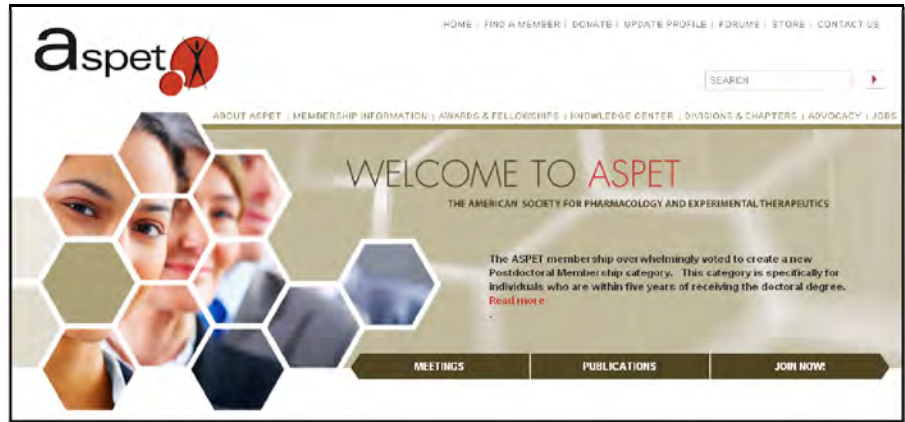 HOME | FIND A MEMBER | DONATE | UPDATE PROFILE | FORUMS | STORE | CONTACT US
aspet
SEARCH
ABOUT ASPET | MEMBERSHIP INFORMATION | AWARDS & FELLOWSHIPS | KNOWLEDGE CENTER | DIVISIONS & CHAPTERS | ADVOCACY | JOBS
WELCOME TO ASPET
THE AMERICAN SOCIETY FOR PHARMACOLOGY AND EXPERIMENTAL THERAPEUTICS
The ASPET membership overwhelmingly voted to create a new
Postdoctoral Membership category. This category is specifically for
individuals who are within five years of receiving the doctoral degree.
Read more
.
MEETINGS
PUBLICATIONS
JOIN NOW!